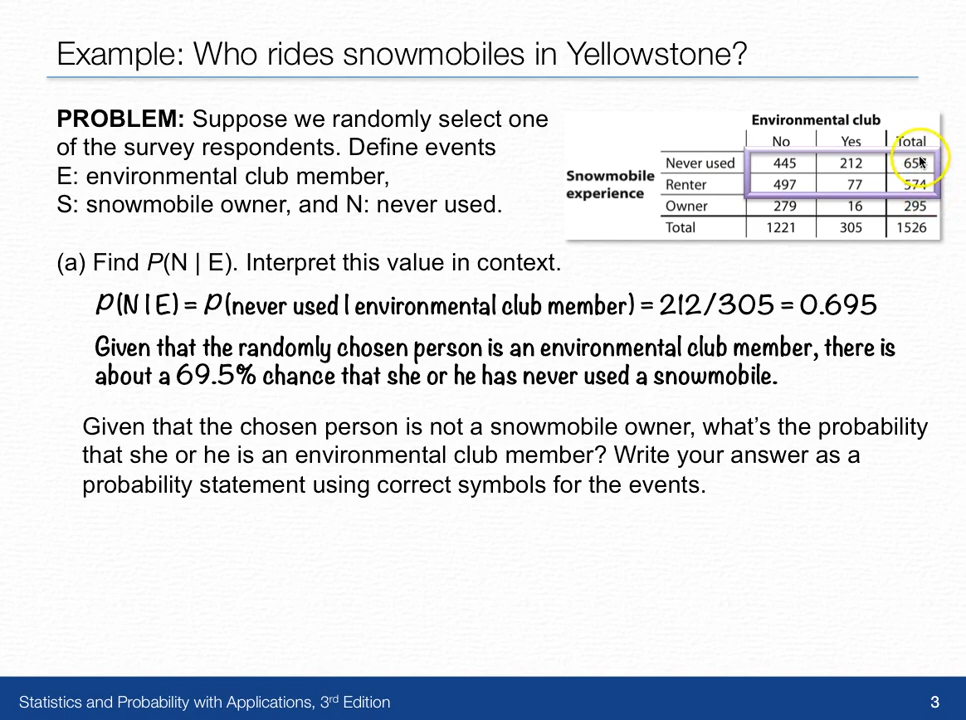 Example: Who rides snowmobiles in Yellowstone?
PROBLEM: Suppose we randomly select one
of the survey respondents. Define events
E: environmental club member,
S: snowmobile owner, and N: never used.
Environmental club
No Yes Total
Snowmobile experience
Never used 445 212
Renter 497 77 574
Owner 279 16 295
Total 1221 305 1526
(a) Find P(N | E). Interpret this value in context.
P(N | E) = P(never used | environmental club member) = 212/305 = 0.695
Given that the randomly chosen person is an environmental club member, there is
about a 69.5% chance that she or he has never used a snowmobile.
Given that the chosen person is not a snowmobile owner, what's the probability
that she or he is an environmental club member? Write your answer as a
probability statement using correct symbols for the events.
Statistics and Probability with Applications, 3rd Edition
3